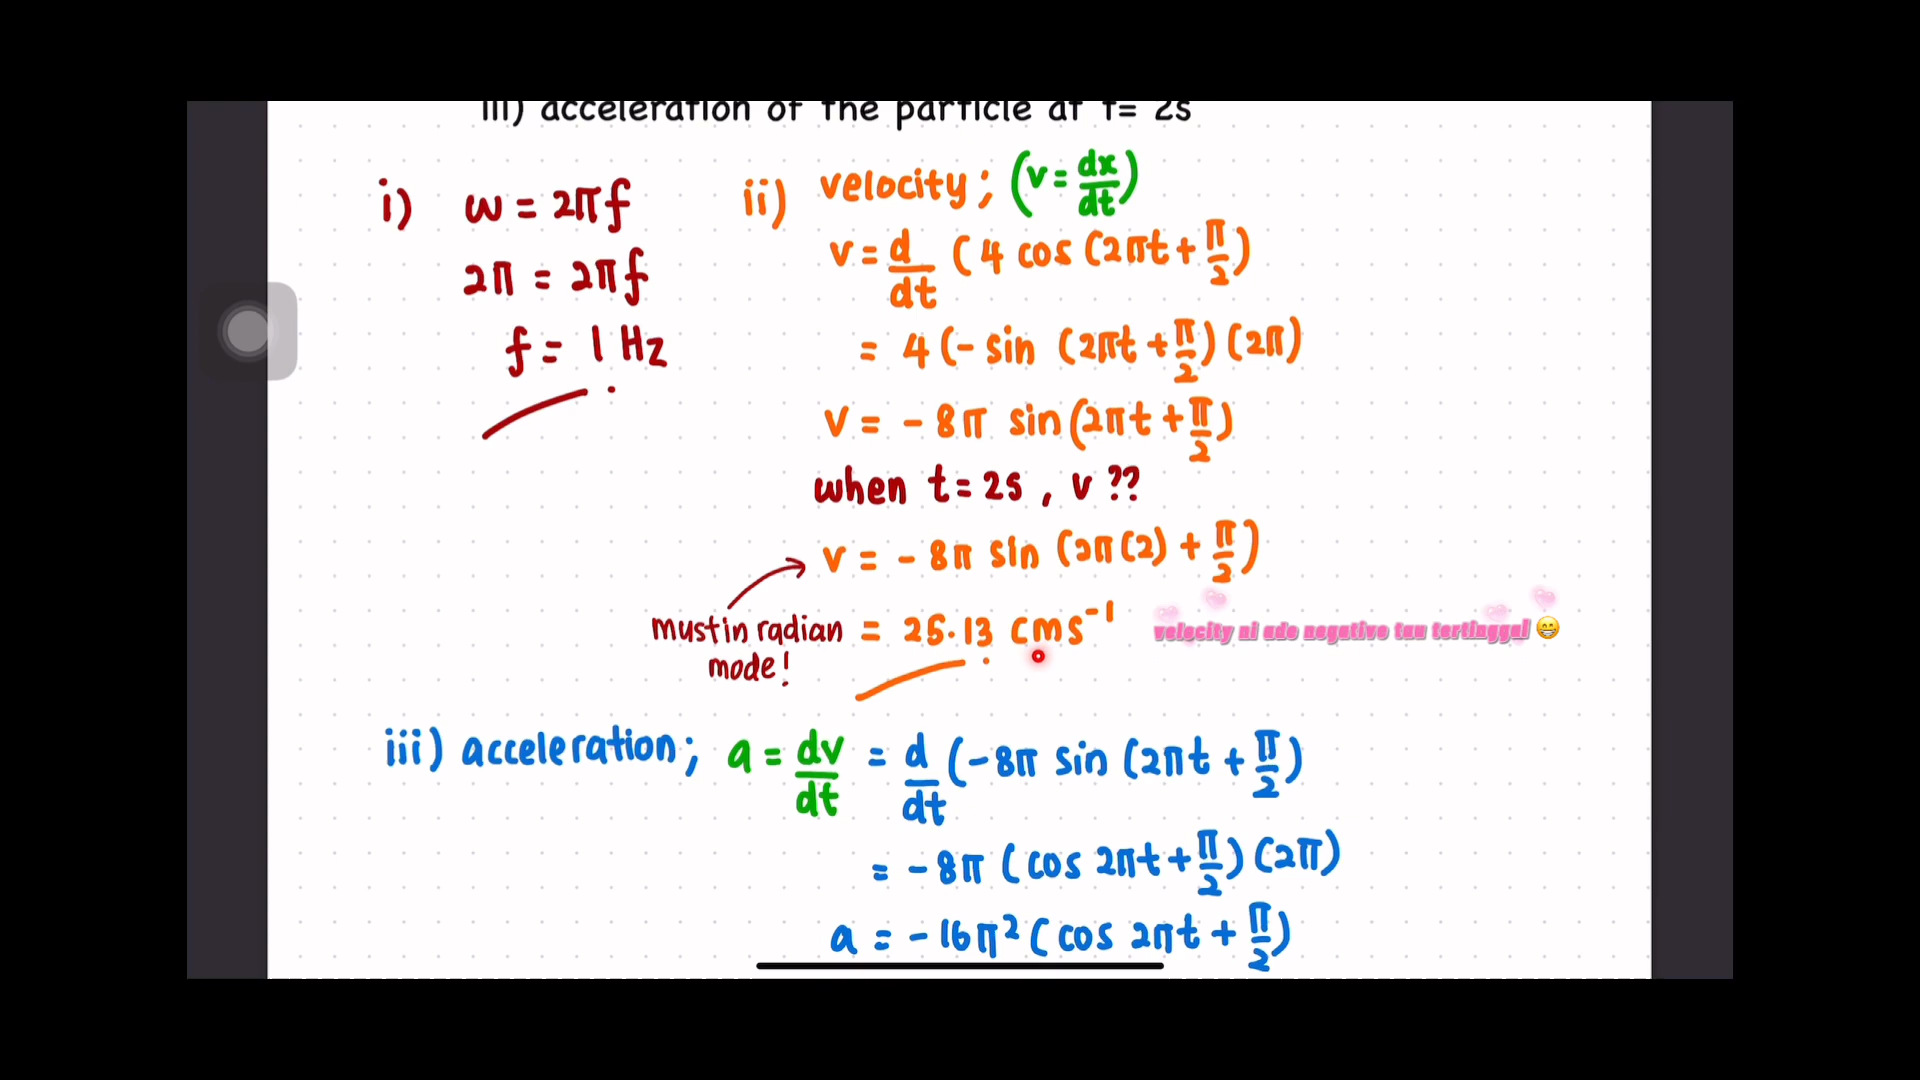 iii) acceleration of the particle at t= 2s
i) ω = 2πf
2π = 2πf
f = 1 Hz
ii) velocity; (v = dx/dt)
v = d/dt (4 cos (2πt + π/2)
= 4 (- sin (2πt + π/2) (2π)
v = - 8π sin (2πt + π/2)
when t = 2s , v ??
v = - 8π sin (2π(2) + π/2)
must in radian
mode!
= 25.13 cms⁻¹
velocity ni ade negative tau tertinggal 😁
iii) acceleration; a = dv/dt = d/dt (-8π sin (2πt + π/2)
= - 8π (cos 2πt + π/2) (2π)
a = - 16π² (cos 2πt + π/2)